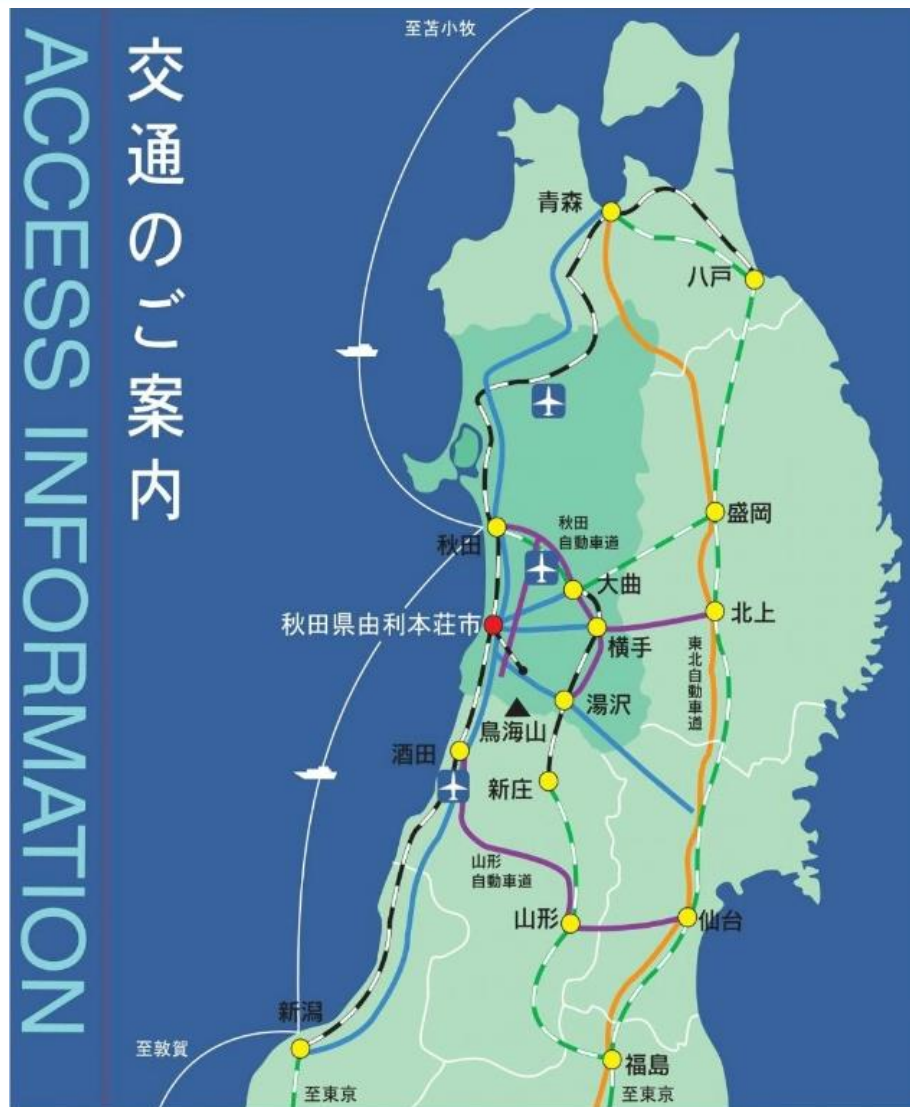 ACCESS INFORMATION
交通のご案内
至苫小牧
青森
八戸
盛岡
秋田
秋田
自動車道
大曲
秋田県由利本荘市
横手
北上
東北自動車道
湯沢
鳥海山
酒田
新庄
山形
自動車道
山形
仙台
新潟
至敦賀
福島
至東京
至東京